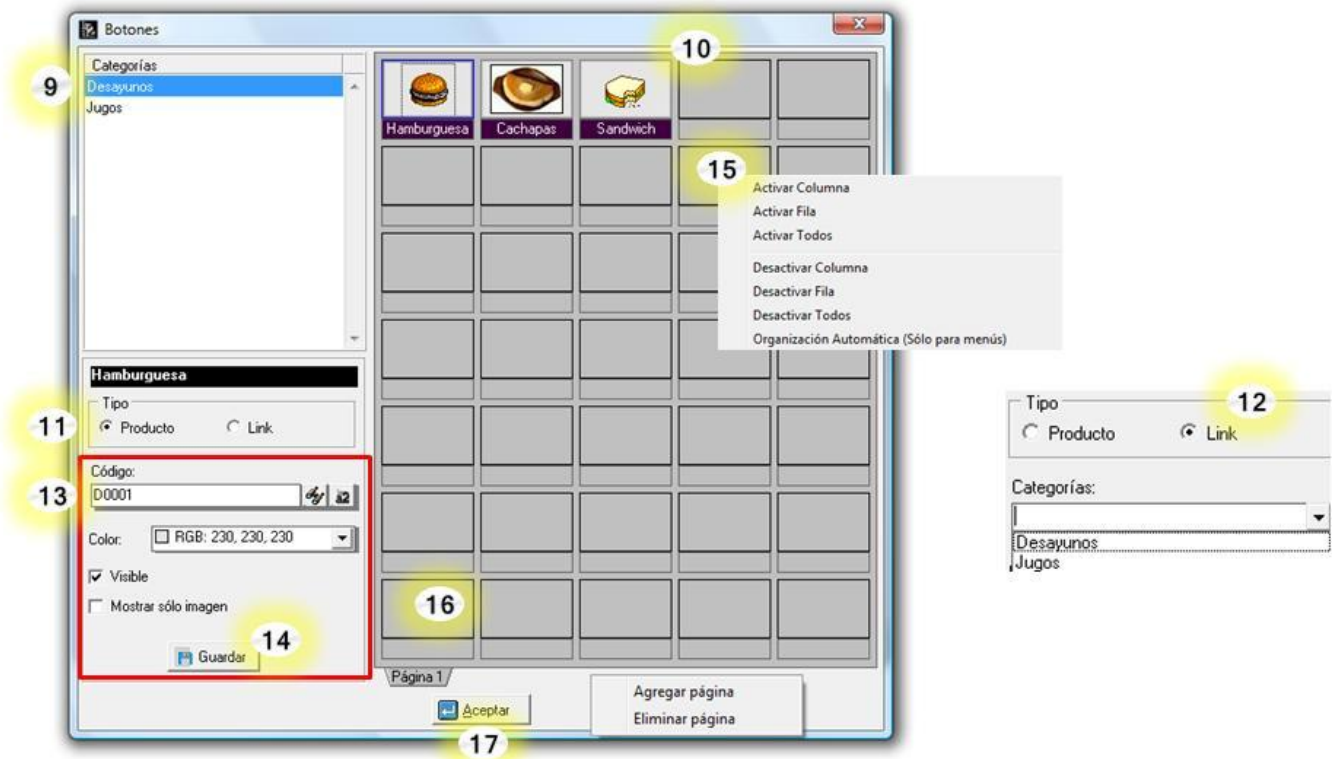 Botones
10
9
Categorías
Desayunos
Jugos
Hamburguesa
Cachapas
Sandwich
15
Activar Columna
Activar Fila
Activar Todos
Desactivar Columna
Desactivar Fila
Desactivar Todos
Organización Automática (Sólo para menús)
Hamburguesa
11
Tipo
Producto
Link
12
Tipo
Producto
Link
Categorías:
Desayunos
Jugos
13
Código:
D0001
Color:
RGB: 230, 230, 230
Visible
Mostrar sólo imagen
14
Guardar
16
Página 1
Agregar página
Eliminar página
Aceptar
17